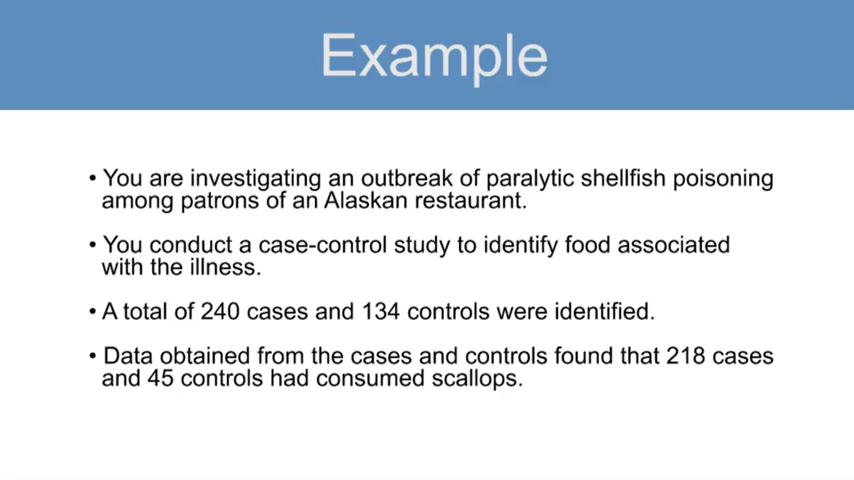 Example
• You are investigating an outbreak of paralytic shellfish poisoning
among patrons of an Alaskan restaurant.
• You conduct a case-control study to identify food associated
with the illness.
• A total of 240 cases and 134 controls were identified.
• Data obtained from the cases and controls found that 218 cases
and 45 controls had consumed scallops.